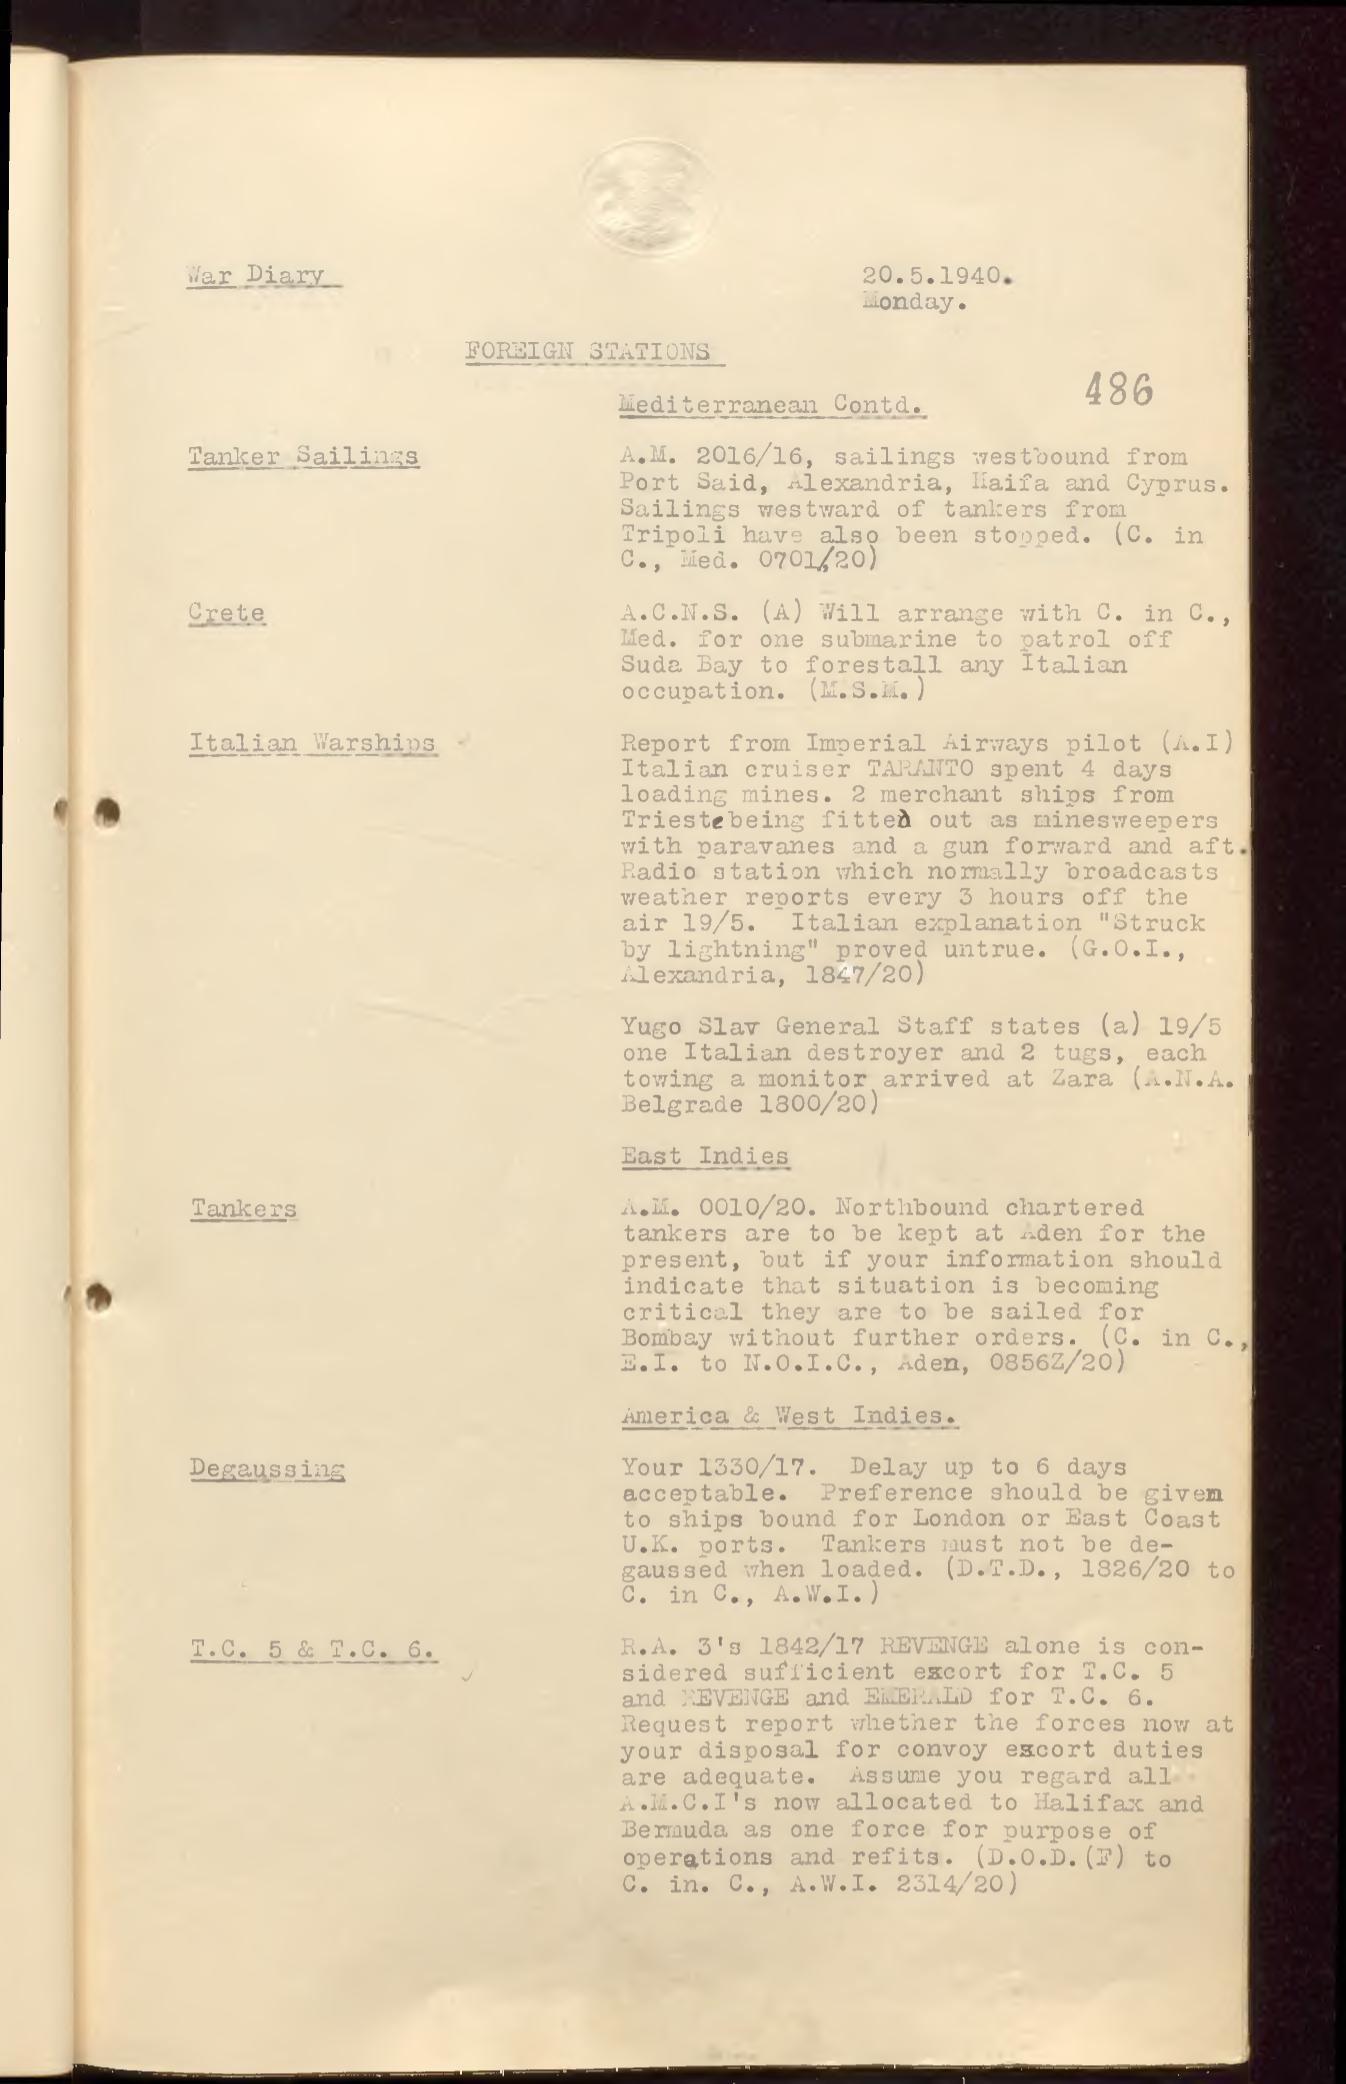 War Diary
20.5.1940.
Monday.
FOREIGN STATIONS
486
Mediterranean Contd.
Tanker Sailings
A.M. 2016/16, sailings westbound from
Port Said, Alexandria, Haifa and Cyprus.
Sailings westward of tankers from
Tripoli have also been stopped. (C. in
C., Med. 0701/20)
Crete
A.C.N.S. (A) Will arrange with C. in C.,
Med. for one submarine to patrol off
Suda Bay to forestall any Italian
occupation. (M.S.M.)
Italian Warships
Report from Imperial Airways pilot (A.I)
Italian cruiser TARANTO spent 4 days
loading mines. 2 merchant ships from
Trieste being fitted out as minesweepers
with paravanes and a gun forward and aft.
Radio station which normally broadcasts
weather reports every 3 hours off the
air 19/5. Italian explanation "Struck
by lightning" proved untrue. (G.O.I.,
Alexandria, 1847/20)
Yugo Slav General Staff states (a) 19/5
one Italian destroyer and 2 tugs, each
towing a monitor arrived at Zara (A.N.A.
Belgrade 1800/20)
East Indies
Tankers
A.M. 0010/20. Northbound chartered
tankers are to be kept at Aden for the
present, but if your information should
indicate that situation is becoming
critical they are to be sailed for
Bombay without further orders. (C. in C.,
E.I. to N.O.I.C., Aden, 0856Z/20)
America & West Indies.
Degaussing
Your 1330/17. Delay up to 6 days
acceptable. Preference should be given
to ships bound for London or East Coast
U.K. ports. Tankers must not be de-
gaussed when loaded. (D.T.D., 1826/20 to
C. in C., A.W.I.)
T.C. 5 & T.C. 6.
R.A. 3's 1842/17 REVENGE alone is con-
sidered sufficient escort for T.C. 5
and REVENGE and EMERALD for T.C. 6.
Request report whether the forces now at
your disposal for convoy escort duties
are adequate. Assume you regard all
A.M.C.I's now allocated to Halifax and
Bermuda as one force for purpose of
operations and refits. (D.O.D.(F) to
C. in. C., A.W.I. 2314/20)